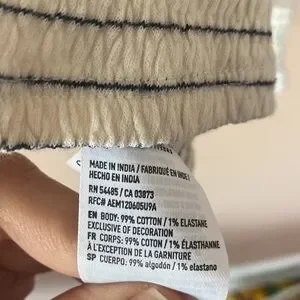 MADE IN INDIA / FABRIQUÉ EN INDE /
HECHO EN INDIA
RN 54485 / CA 03873
RFC# AEM120605U9A
EN BODY: 99% COTTON / 1% ELASTANE
EXCLUSIVE OF DECORATION
FR CORPS: 99% COTON / 1% ÉLASTHANNE
À L'EXCEPTION DE LA GARNITURE
SP CUERPO: 99% algodón / 1% elastano